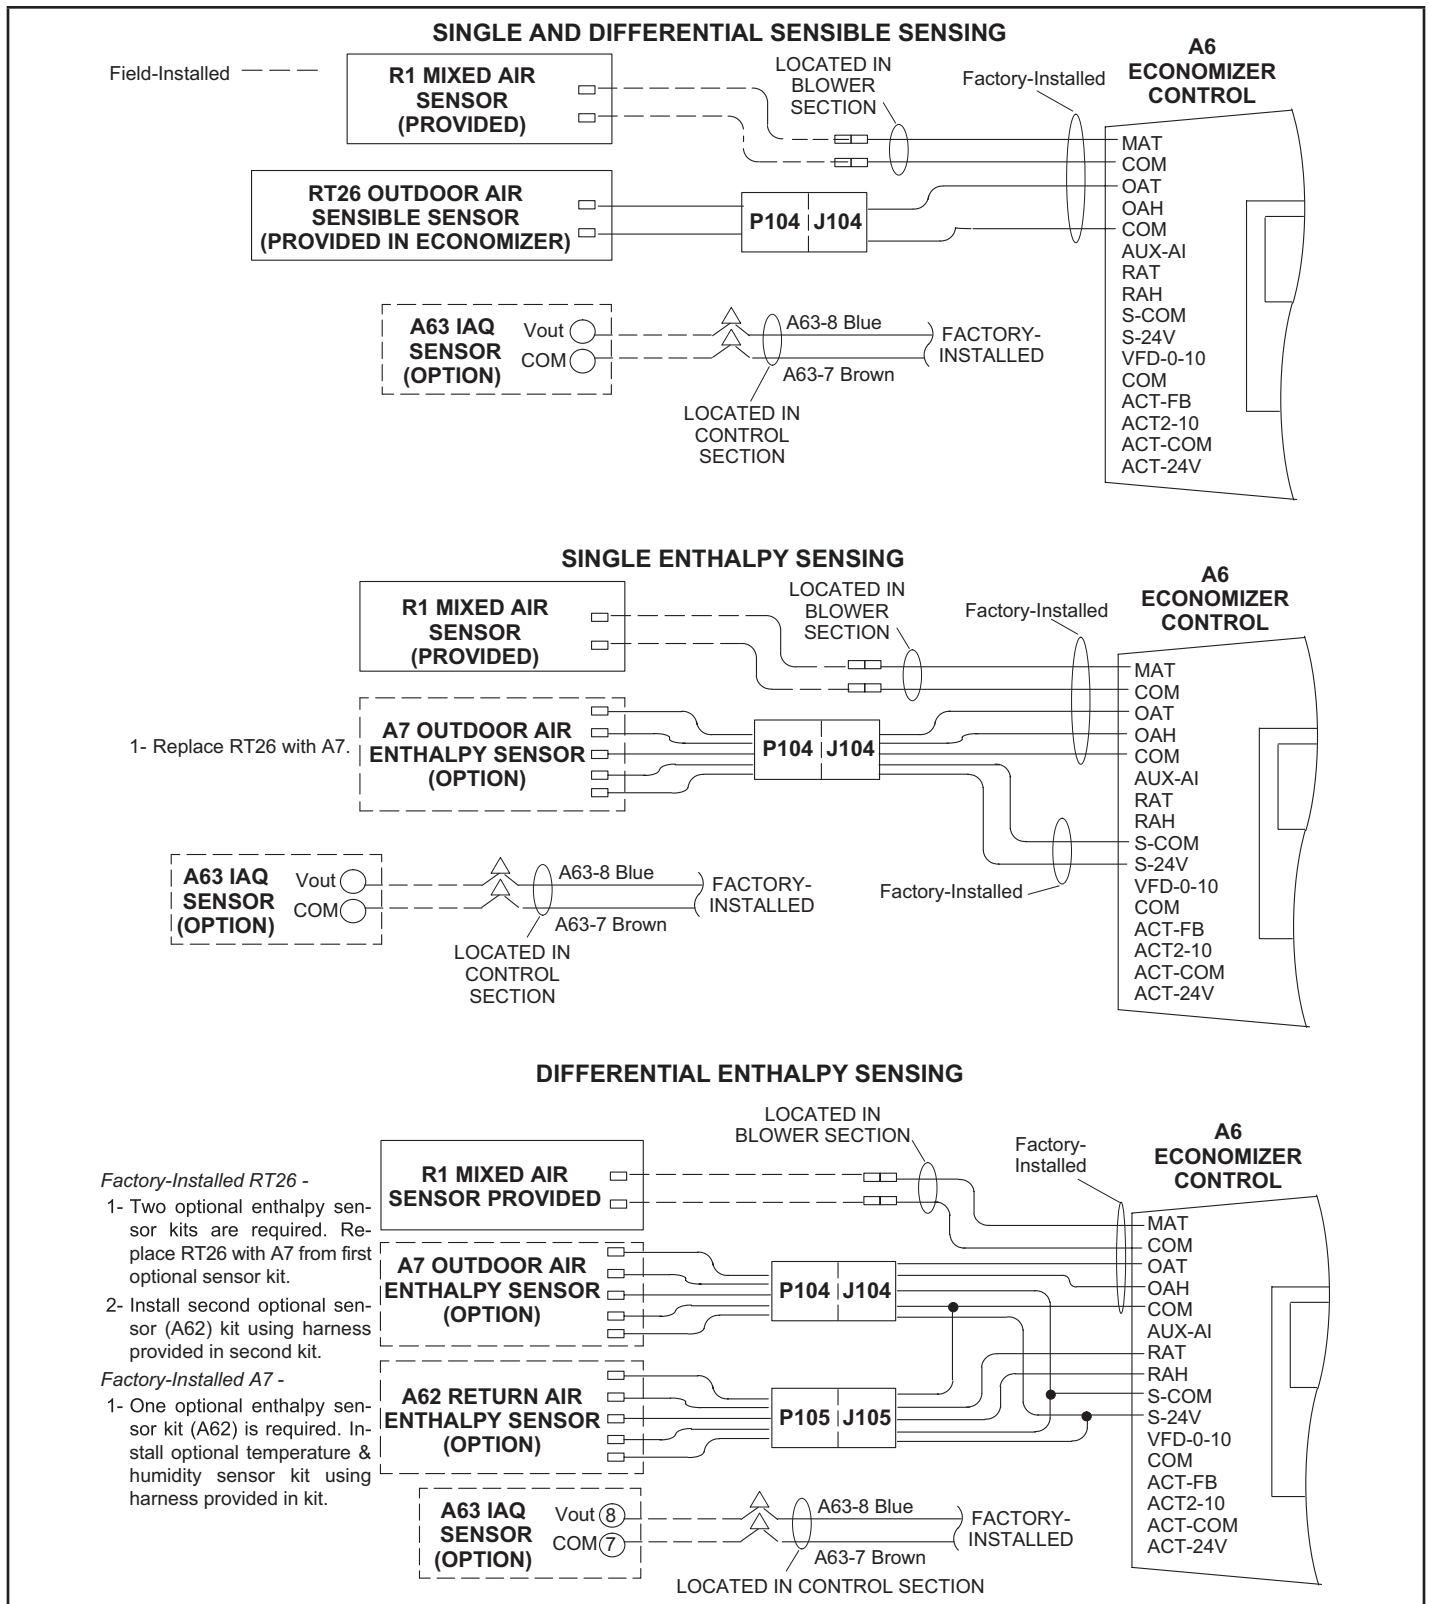 SINGLE AND DIFFERENTIAL SENSIBLE SENSING
Field-Installed
R1 MIXED AIR
SENSOR
(PROVIDED)
LOCATED IN
BLOWER
SECTION
Factory-Installed
A6
ECONOMIZER
CONTROL
RT26 OUTDOOR AIR
SENSIBLE SENSOR
(PROVIDED IN ECONOMIZER)
P104
J104
MAT
COM
OAT
OAH
COM
AUX-AI
RAT
RAH
S-COM
S-24V
VFD-0-10
COM
ACT-FB
ACT2-10
ACT-COM
ACT-24V
A63 IAQ
SENSOR
(OPTION)
Vout
COM
A63-8 Blue
A63-7 Brown
FACTORY-
INSTALLED
LOCATED IN
CONTROL
SECTION
SINGLE ENTHALPY SENSING
R1 MIXED AIR
SENSOR
(PROVIDED)
LOCATED IN
BLOWER
SECTION
Factory-Installed
A6
ECONOMIZER
CONTROL
1- Replace RT26 with A7.
A7 OUTDOOR AIR
ENTHALPY SENSOR
(OPTION)
P104
J104
MAT
COM
OAT
OAH
COM
AUX-AI
RAT
RAH
S-COM
S-24V
VFD-0-10
COM
ACT-FB
ACT2-10
ACT-COM
ACT-24V
Factory-Installed
A63 IAQ
SENSOR
(OPTION)
Vout
COM
A63-8 Blue
A63-7 Brown
FACTORY-
INSTALLED
LOCATED IN
CONTROL
SECTION
DIFFERENTIAL ENTHALPY SENSING
LOCATED IN
BLOWER SECTION
Factory-
Installed
A6
ECONOMIZER
CONTROL
R1 MIXED AIR
SENSOR PROVIDED
Factory-Installed RT26 -
1- Two optional enthalpy sen-
sor kits are required. Re-
place RT26 with A7 from first
optional sensor kit.
2- Install second optional sen-
sor (A62) kit using harness
provided in second kit.
Factory-Installed A7 -
1- One optional enthalpy sen-
sor kit (A62) is required. In-
stall optional temperature &
humidity sensor kit using
harness provided in kit.
A7 OUTDOOR AIR
ENTHALPY SENSOR
(OPTION)
P104
J104
A62 RETURN AIR
ENTHALPY SENSOR
(OPTION)
P105
J105
MAT
COM
OAT
OAH
COM
AUX-AI
RAT
RAH
S-COM
S-24V
VFD-0-10
COM
ACT-FB
ACT2-10
ACT-COM
ACT-24V
A63 IAQ
SENSOR
(OPTION)
Vout 8
COM 7
A63-8 Blue
A63-7 Brown
FACTORY-
INSTALLED
LOCATED IN CONTROL SECTION